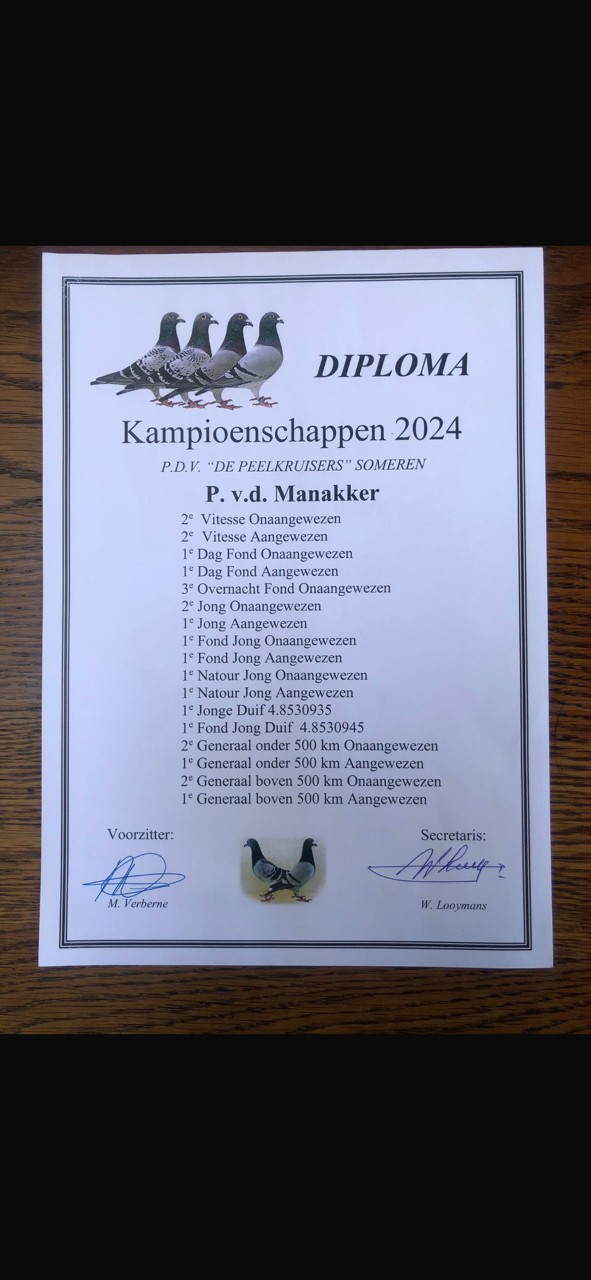 DIPLOMA
Kampioenschappen 2024
P.D.V. “DE PEELKRUISERS” SOMEREN
P. v.d. Manakker
2e Vitesse Onaangewezen
2e Vitesse Aangewezen
1e Dag Fond Onaangewezen
1e Dag Fond Aangewezen
3e Overnacht Fond Onaangewezen
2e Jong Onaangewezen
1e Jong Aangewezen
1e Fond Jong Onaangewezen
1e Fond Jong Aangewezen
1e Natour Jong Onaangewezen
1e Natour Jong Aangewezen
1e Jonge Duif 4.8530935
1e Fond Jong Duif 4.8530945
2e Generaal onder 500 km Onaangewezen
1e Generaal onder 500 km Aangewezen
2e Generaal boven 500 km Onaangewezen
1e Generaal boven 500 km Aangewezen
Voorzitter: Secretaris:
M. Verberne W. Looymans